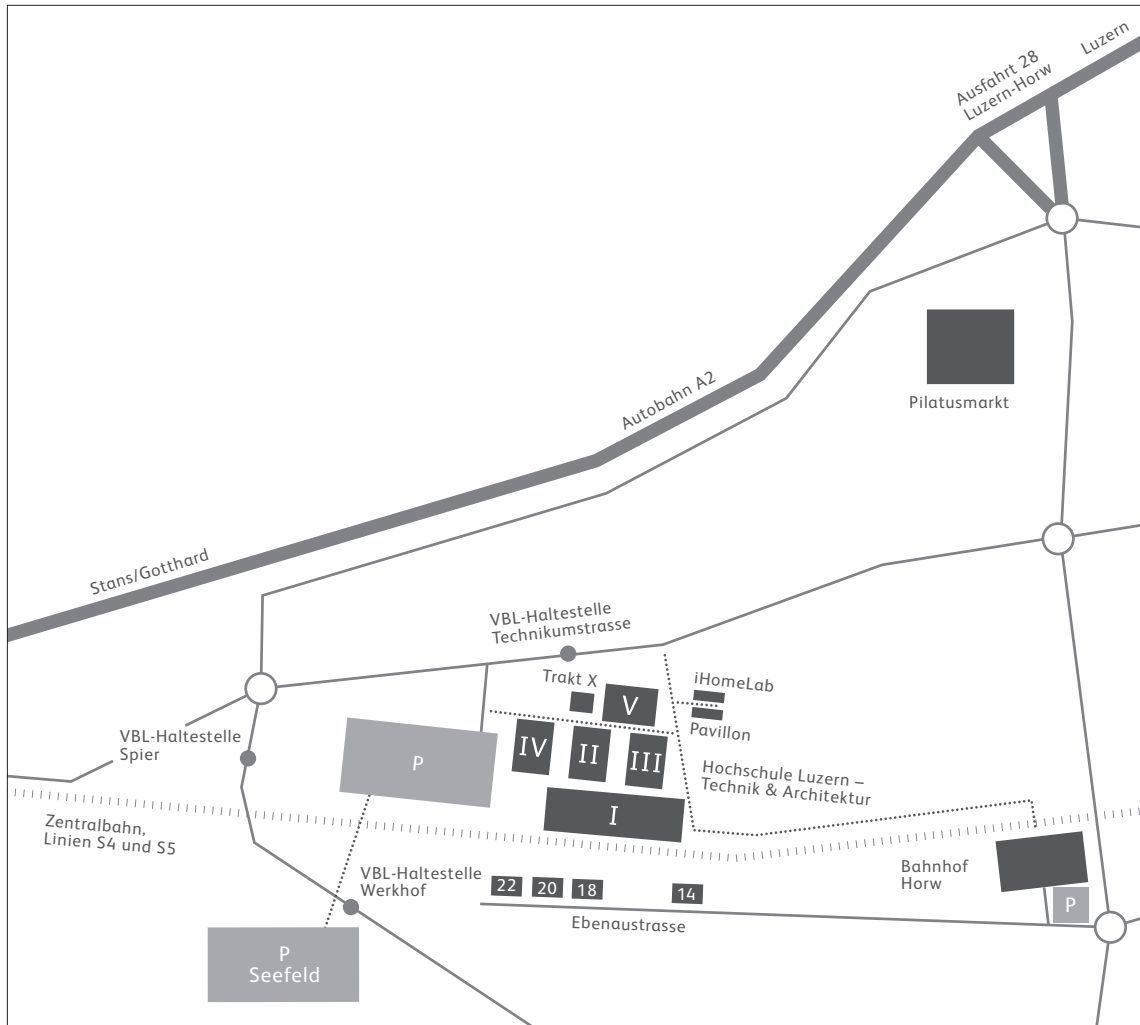 Luzern
Ausfahrt 28
Luzern-Horw
Pilatusmarkt
Autobahn A2
Stans/Gotthard
VBL-Haltestelle
Technikumstrasse
Trakt X
V
iHomeLab
Pavillon
VBL-Haltestelle
Spier
P
IV
II
III
I
Hochschule Luzern –
Technik & Architektur
Zentralbahn,
Linien S4 und S5
VBL-Haltestelle
Werkhof
22
20
18
14
Ebenaustrasse
Bahnhof
Horw
P
P
Seefeld